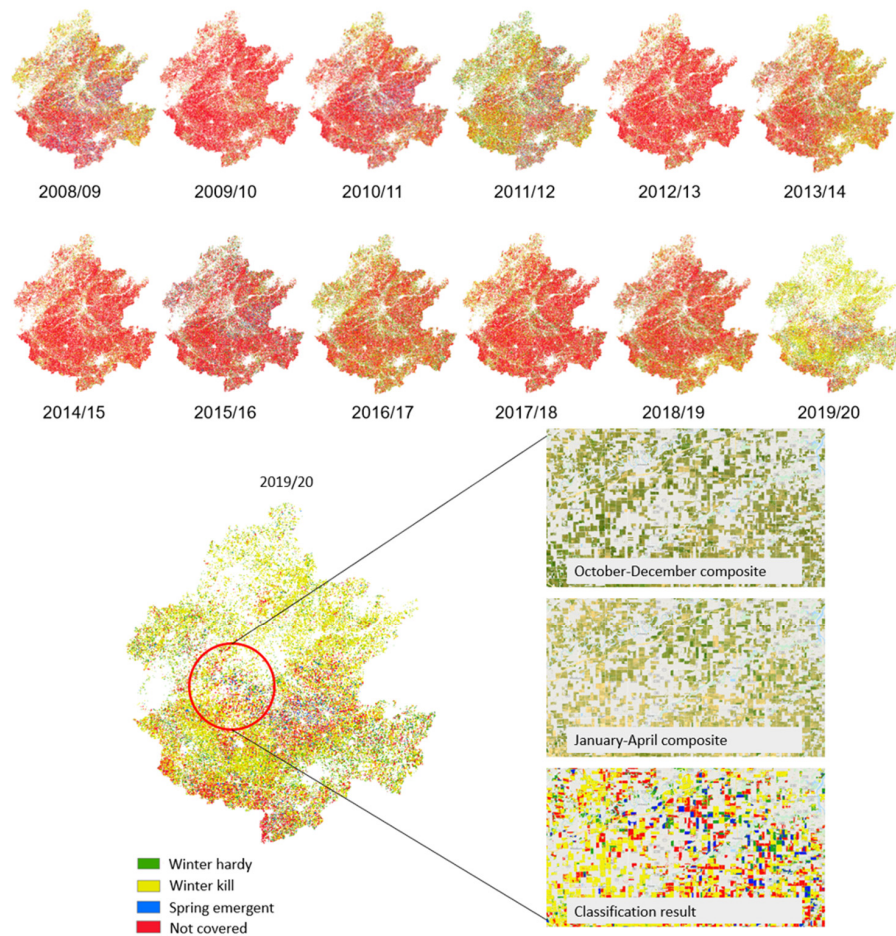 2008/09
2009/10
2010/11
2011/12
2012/13
2013/14
2014/15
2015/16
2016/17
2017/18
2018/19
2019/20
2019/20
October-December composite
January-April composite
Classification result
Winter hardy
Winter kill
Spring emergent
Not covered